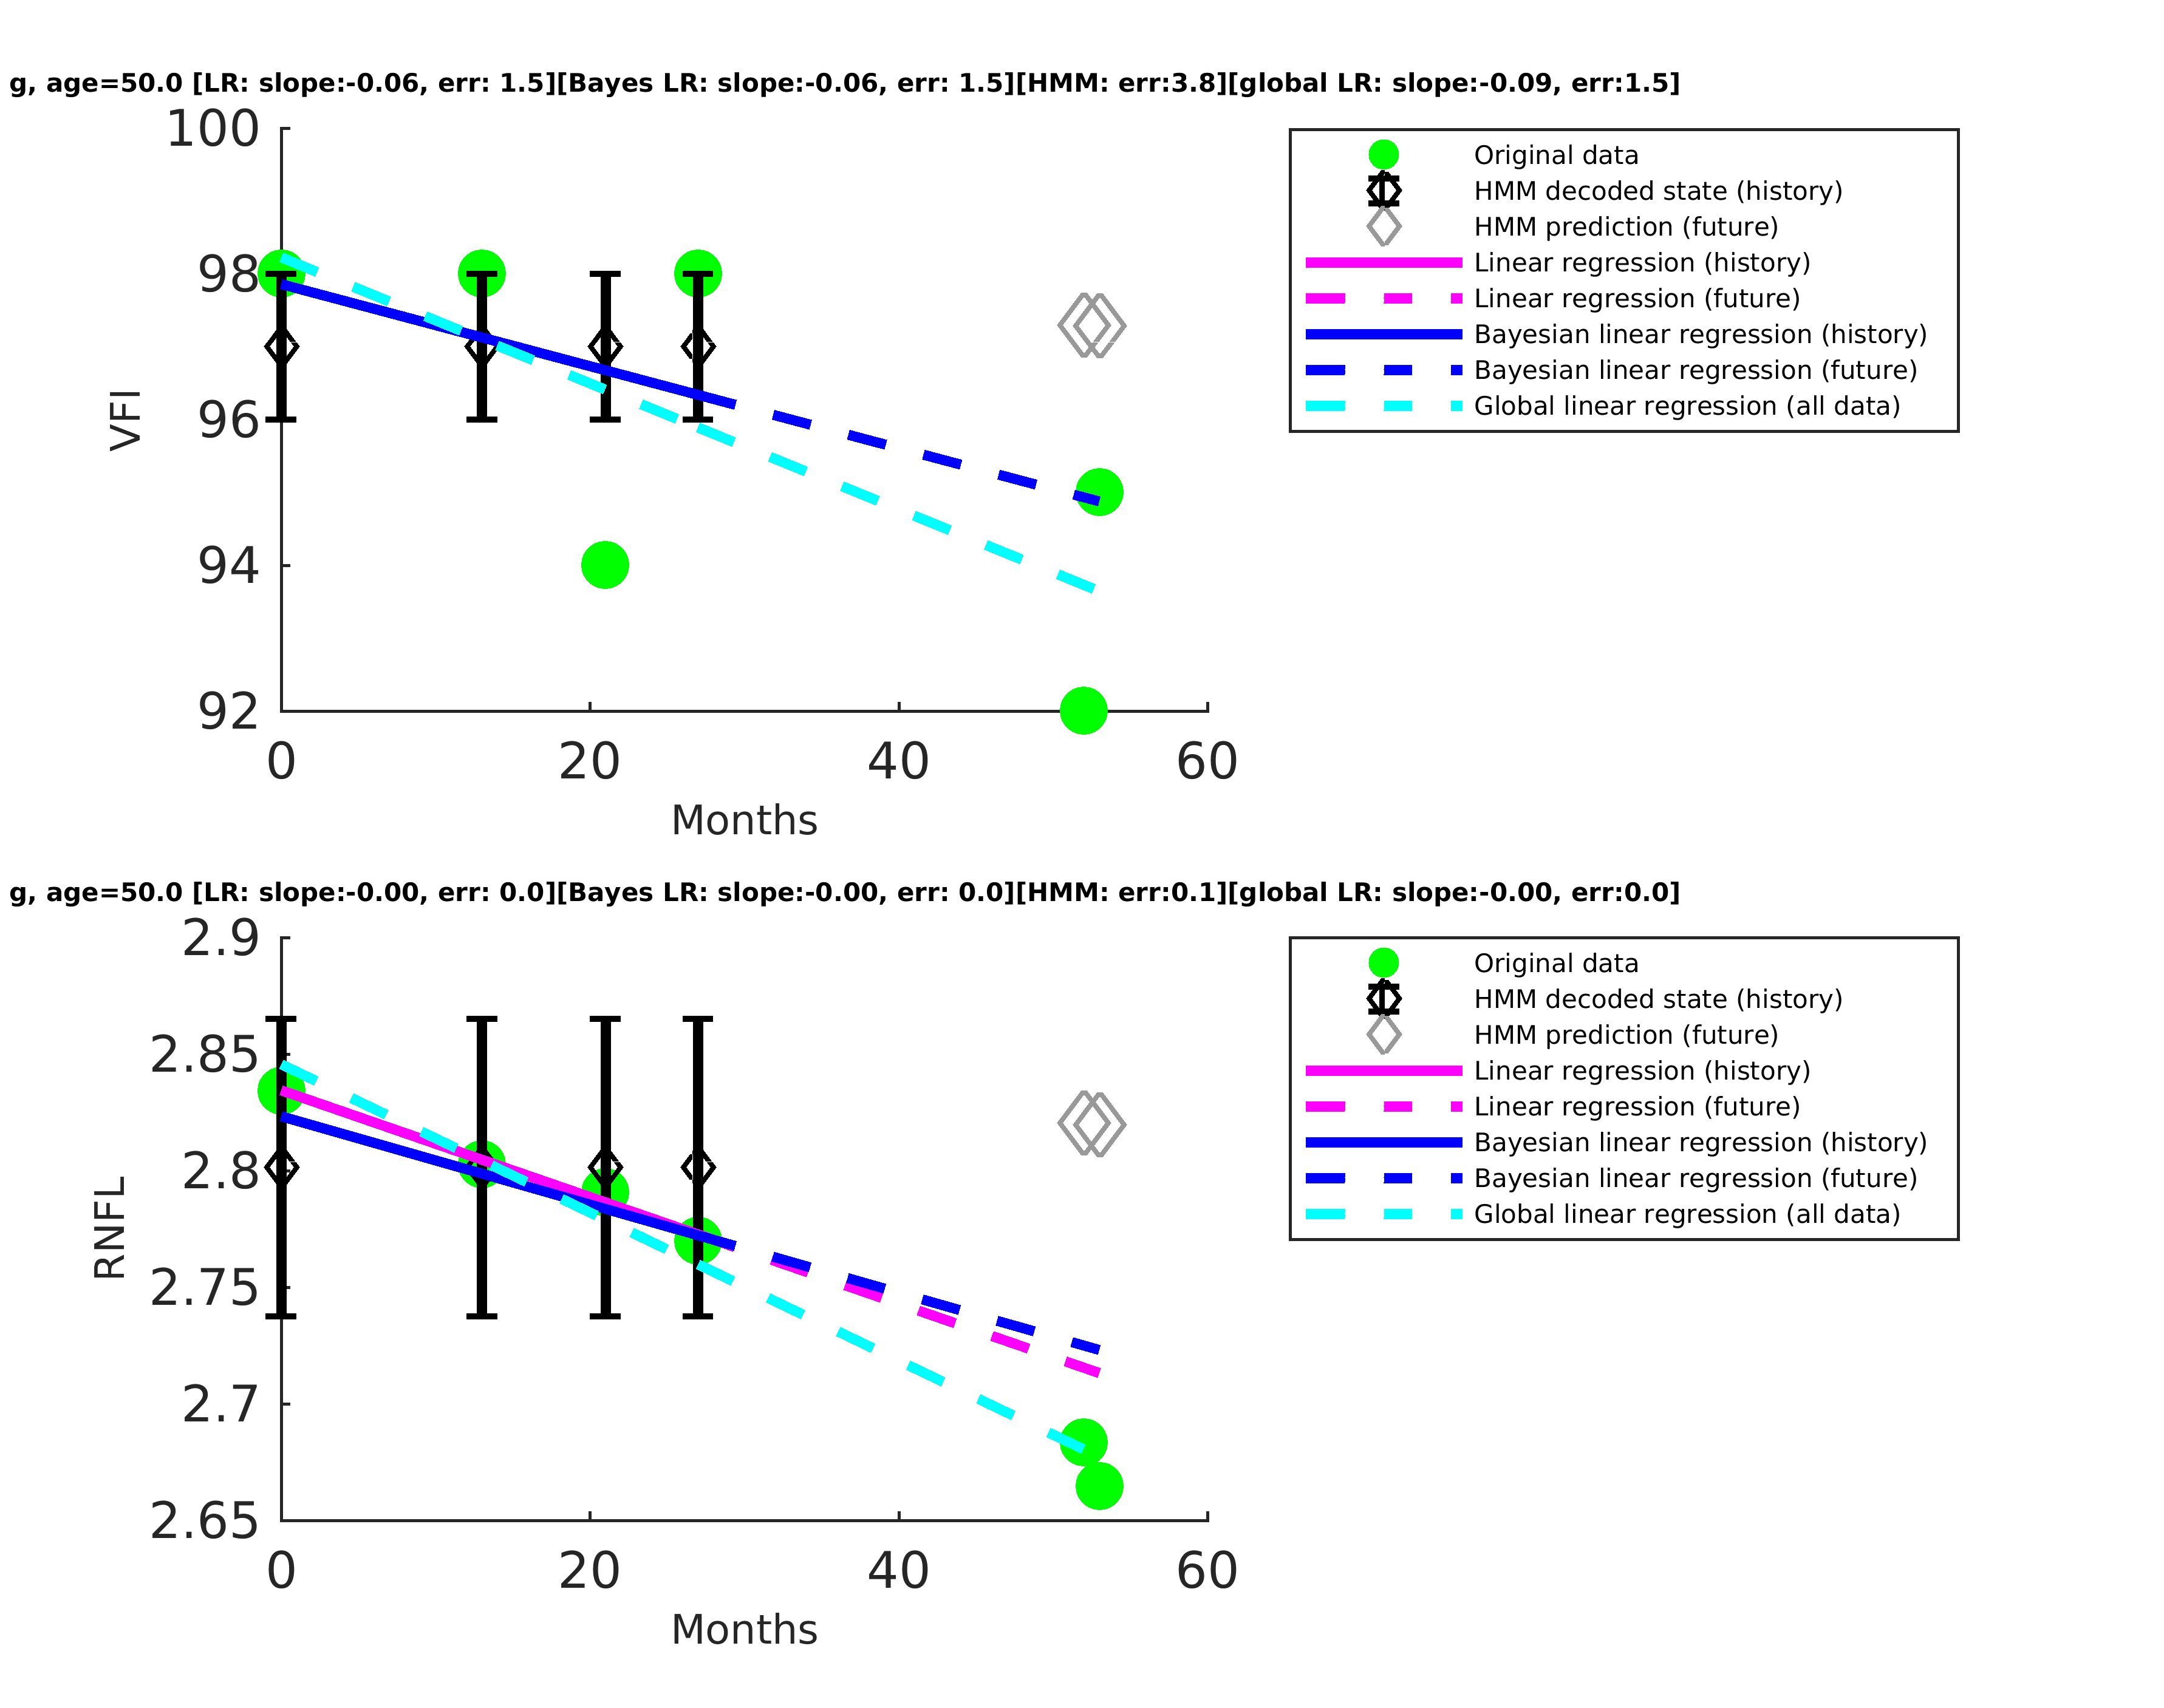 g, age=50.0 [LR: slope:-0.06, err: 1.5][Bayes LR: slope:-0.06, err: 1.5][HMM: err:3.8][global LR: slope:-0.09, err:1.5]
100
98
96
94
92
VFI
0 20 40 60
Months
Original data
HMM decoded state (history)
HMM prediction (future)
Linear regression (history)
Linear regression (future)
Bayesian linear regression (history)
Bayesian linear regression (future)
Global linear regression (all data)
g, age=50.0 [LR: slope:-0.00, err: 0.0][Bayes LR: slope:-0.00, err: 0.0][HMM: err:0.1][global LR: slope:-0.00, err:0.0]
2.9
2.85
2.8
2.75
2.7
2.65
RNFL
0 20 40 60
Months
Original data
HMM decoded state (history)
HMM prediction (future)
Linear regression (history)
Linear regression (future)
Bayesian linear regression (history)
Bayesian linear regression (future)
Global linear regression (all data)